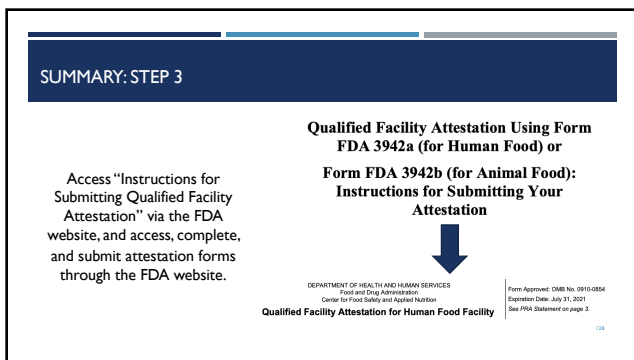 SUMMARY: STEP 3
Access “Instructions for
Submitting Qualified Facility
Attestation” via the FDA
website, and access, complete,
and submit attestation forms
through the FDA website.
Qualified Facility Attestation Using Form
FDA 3942a (for Human Food) or
Form FDA 3942b (for Animal Food):
Instructions for Submitting Your
Attestation
DEPARTMENT OF HEALTH AND HUMAN SERVICES
Food and Drug Administration
Center for Food Safety and Applied Nutrition
Qualified Facility Attestation for Human Food Facility
Form Approved: OMB No. 0910-0854
Expiration Date: July 31, 2021
See PRA Statement on page 3.
128